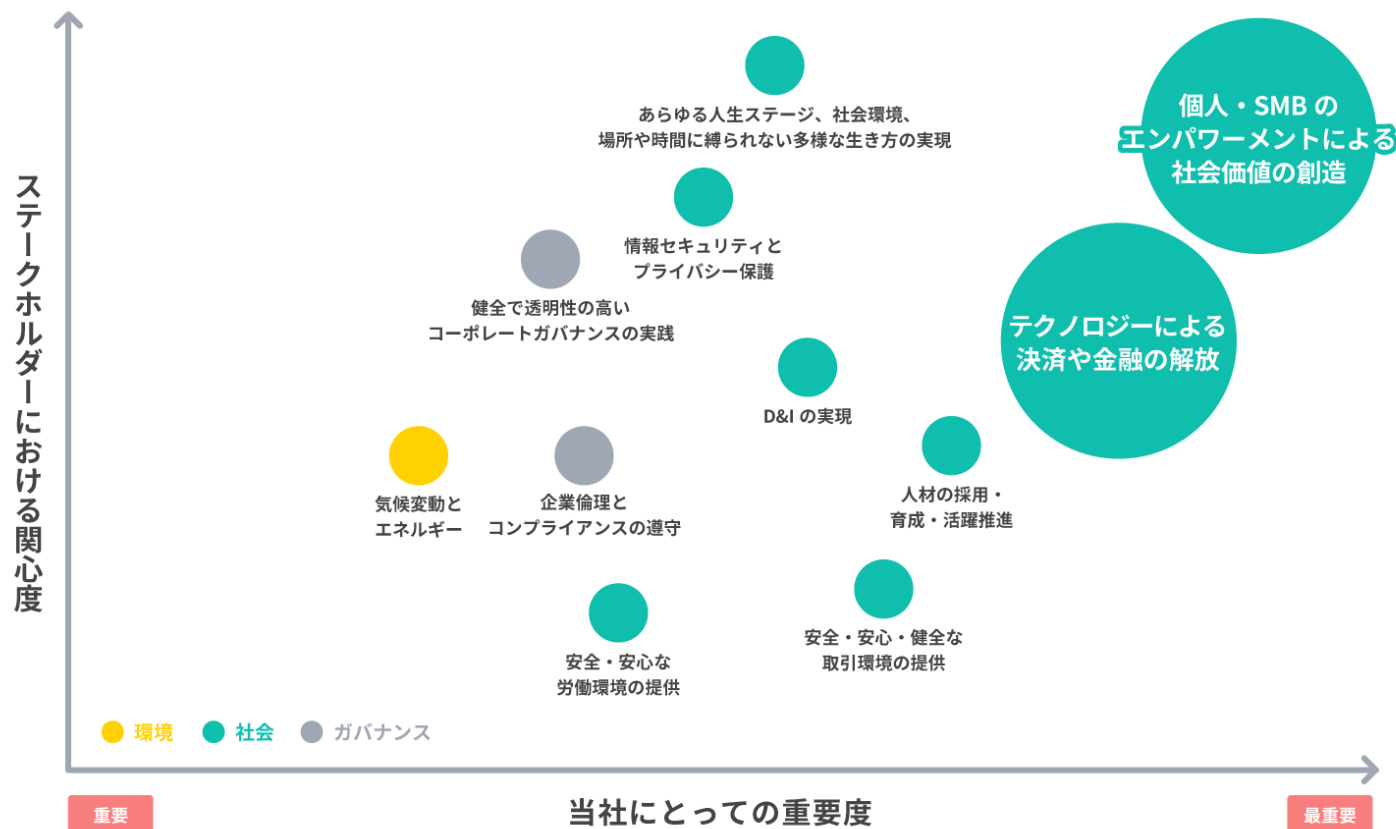 ステークホルダーにおける関心度
あらゆる人生ステージ、社会環境、
場所や時間に縛られない多様な生き方の実現
個人・SMB の
エンパワーメントによる
社会価値の創造
情報セキュリティと
プライバシー保護
健全で透明性の高い
コーポレートガバナンスの実践
テクノロジーによる
決済や金融の解放
D&I の実現
気候変動と
エネルギー
企業倫理と
コンプライアンスの遵守
人材の採用・
育成・活躍推進
安全・安心な
労働環境の提供
安全・安心・健全な
取引環境の提供
環境
社会
ガバナンス
重要
当社にとっての重要度
最重要